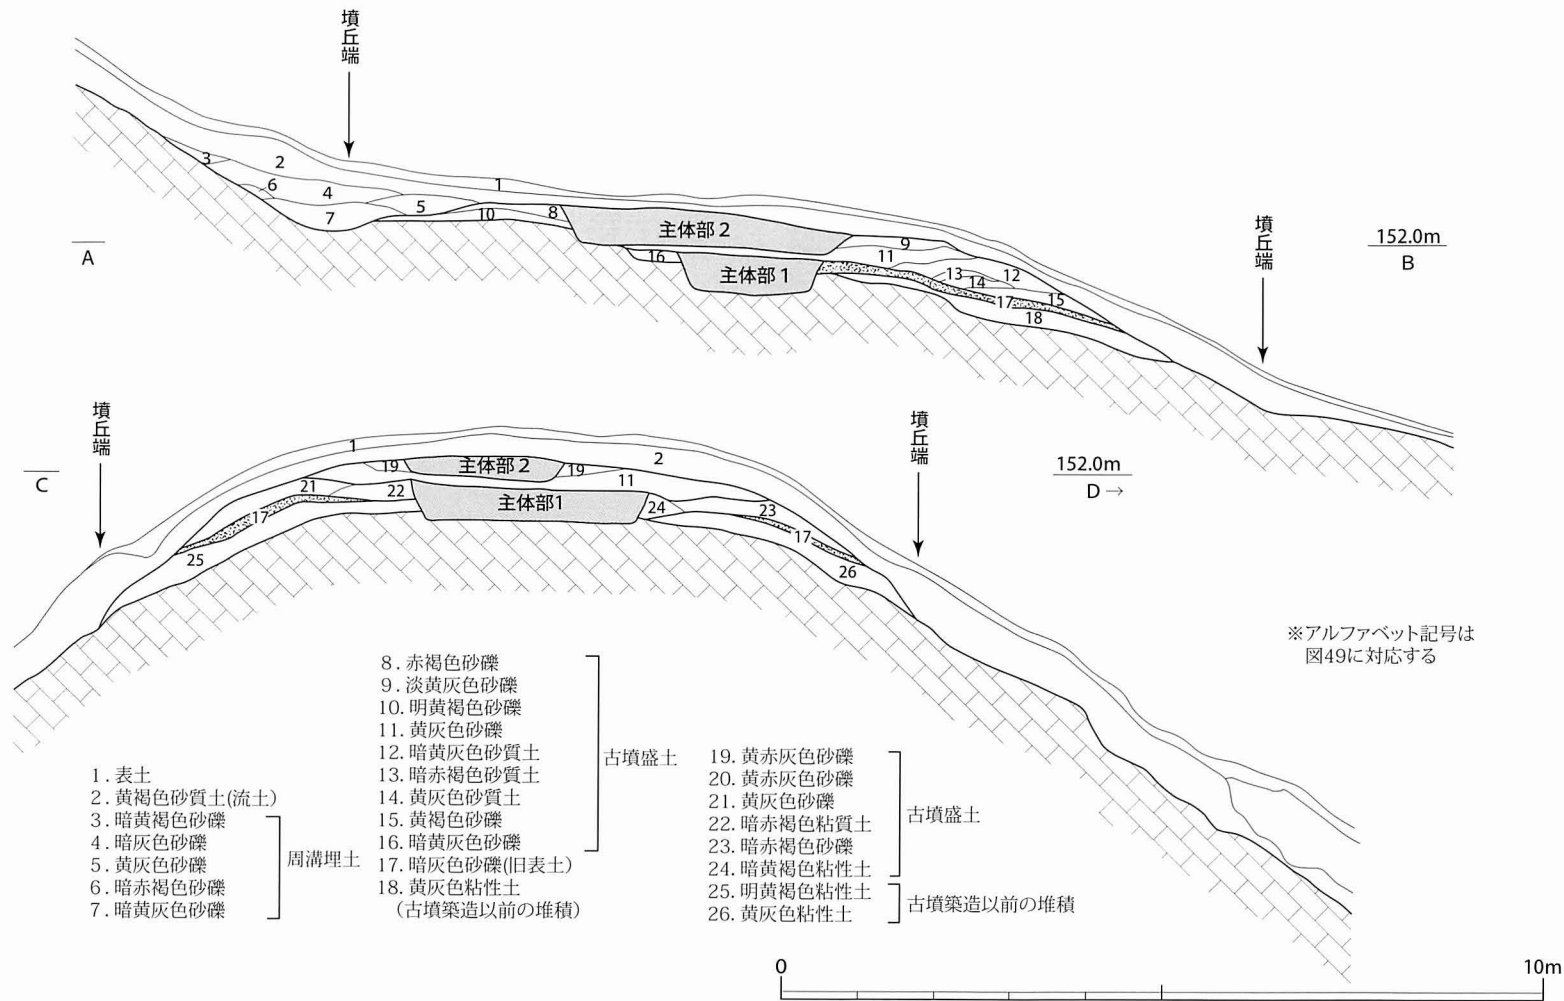 墳丘端
3
2
6
4
7
5
10
8
1
主体部2
16
主体部1
9
11
13
14
12
15
17
18
墳丘端
A
152.0m
B
墳丘端
1
2
19
主体部2
19
11
21
22
主体部1
24
23
17
17
25
26
墳丘端
C
152.0m
D →
※アルファベット記号は
図49に対応する
1. 表土
2. 黄褐色砂質土(流土)
3. 暗黄褐色砂礫
4. 暗灰色砂礫
5. 黄灰色砂礫
6. 暗赤褐色砂礫
7. 暗黄灰色砂礫
周溝埋土
8. 赤褐色砂礫
9. 淡黄灰色砂礫
10. 明黄褐色砂礫
11. 黄灰色砂礫
12. 暗黄灰色砂質土
13. 暗赤褐色砂質土
14. 黄灰色砂質土
15. 黄褐色砂礫
16. 暗黄灰色砂礫
古墳盛土
17. 暗灰色砂礫(旧表土)
18. 黄灰色粘性土
(古墳築造以前の堆積)
19. 黄赤灰色砂礫
20. 黄赤灰色砂礫
21. 黄灰色砂礫
22. 暗赤褐色粘質土
23. 暗赤褐色砂礫
24. 暗黄褐色粘性土
古墳盛土
25. 明黄褐色粘性土
26. 黄灰色粘性土
古墳築造以前の堆積
0
10m